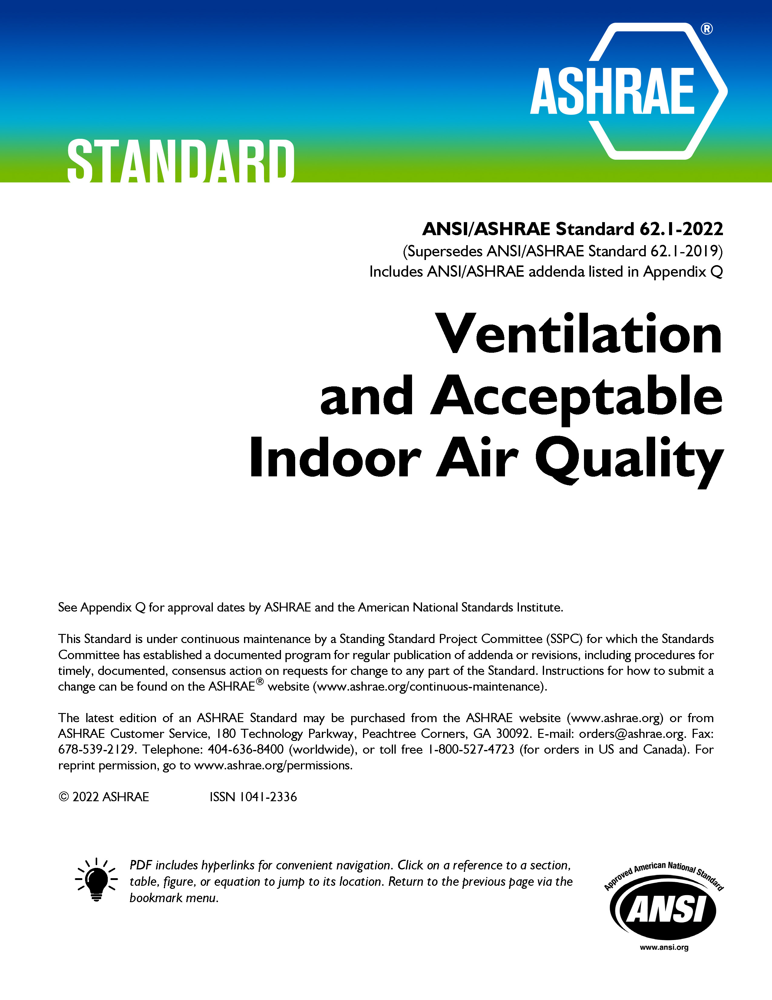 ASHRAE®
STANDARD
ANSI/ASHRAE Standard 62.1-2022
(Supersedes ANSI/ASHRAE Standard 62.1-2019)
Includes ANSI/ASHRAE addenda listed in Appendix Q
Ventilation
and Acceptable
Indoor Air Quality
See Appendix Q for approval dates by ASHRAE and the American National Standards Institute.
This Standard is under continuous maintenance by a Standing Standard Project Committee (SSPC) for which the Standards
Committee has established a documented program for regular publication of addenda or revisions, including procedures for
timely, documented, consensus action on requests for change to any part of the Standard. Instructions for how to submit a
change can be found on the ASHRAE® website (www.ashrae.org/continuous-maintenance).
The latest edition of an ASHRAE Standard may be purchased from the ASHRAE website (www.ashrae.org) or from
ASHRAE Customer Service, 180 Technology Parkway, Peachtree Corners, GA 30092. E-mail: orders@ashrae.org. Fax:
678-539-2129. Telephone: 404-636-8400 (worldwide), or toll free 1-800-527-4723 (for orders in US and Canada). For
reprint permission, go to www.ashrae.org/permissions.
© 2022 ASHRAE ISSN 1041-2336
PDF includes hyperlinks for convenient navigation. Click on a reference to a section,
table, figure, or equation to jump to its location. Return to the previous page via the
bookmark menu.
Approved American National Standard
ANSI
www.ansi.org